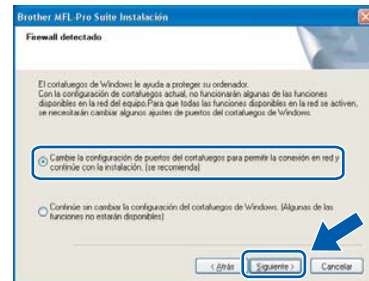 Brother MFL-Pro Suite Instalación
Firewall detectado
El cortafuegos de Windows le ayuda a proteger su ordenador.
Con la configuración de cortafuegos actual, no funcionarán algunas de las funciones
disponibles en la red del equipo.Para que todas las funciones disponibles en la red se activen,
se necesitarán cambiar algunos ajustes de puertos del cortafuegos de Windows.
Cambie la configuración de puertos del cortafuegos para permitir la conexión en red y
continúe con la instalación. (se recomienda)
Continúe sin cambiar la configuración del cortafuegos de Windows. (Algunas de las
funciones no estarán disponibles)
< Atrás Siguiente > Cancelar